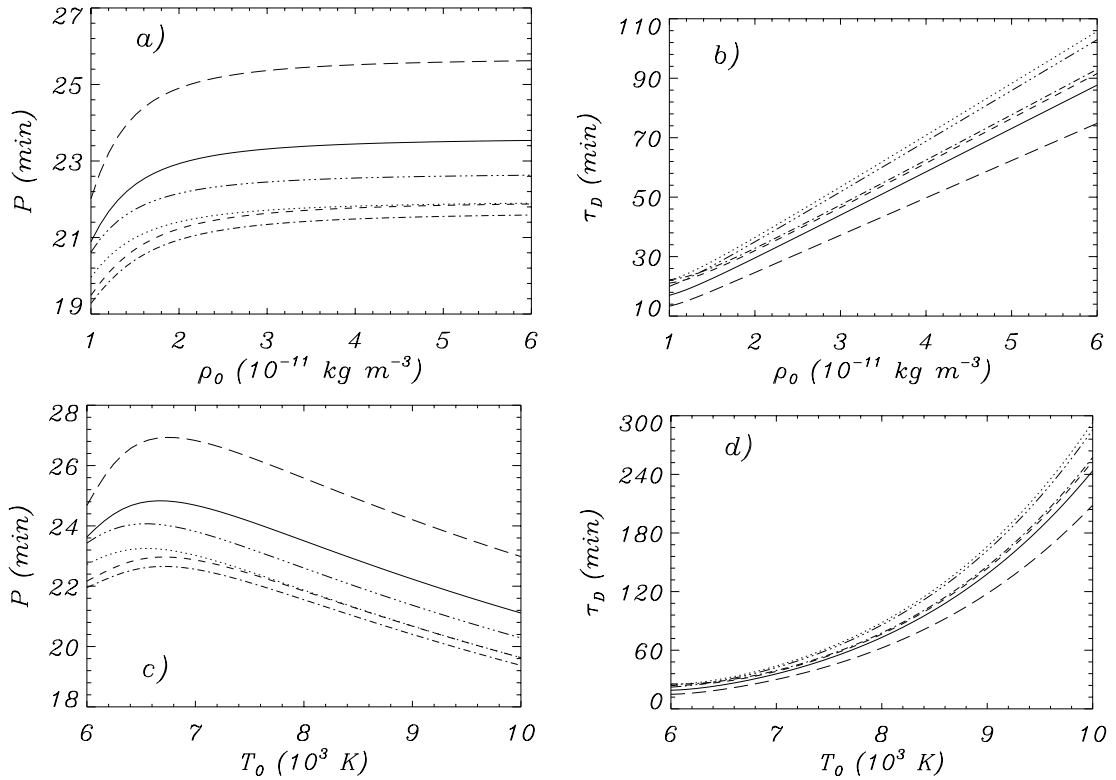 27
25
23
21
19
P (min)
a)
1 2 3 4 5 6
ρ₀ (10⁻¹¹ kg m⁻³)
110
90
70
50
30
10
τ_D (min)
b)
1 2 3 4 5 6
ρ₀ (10⁻¹¹ kg m⁻³)
28
26
24
22
20
18
P (min)
c)
6 7 8 9 10
T₀ (10³ K)
300
240
180
120
60
0
τ_D (min)
d)
6 7 8 9 10
T₀ (10³ K)